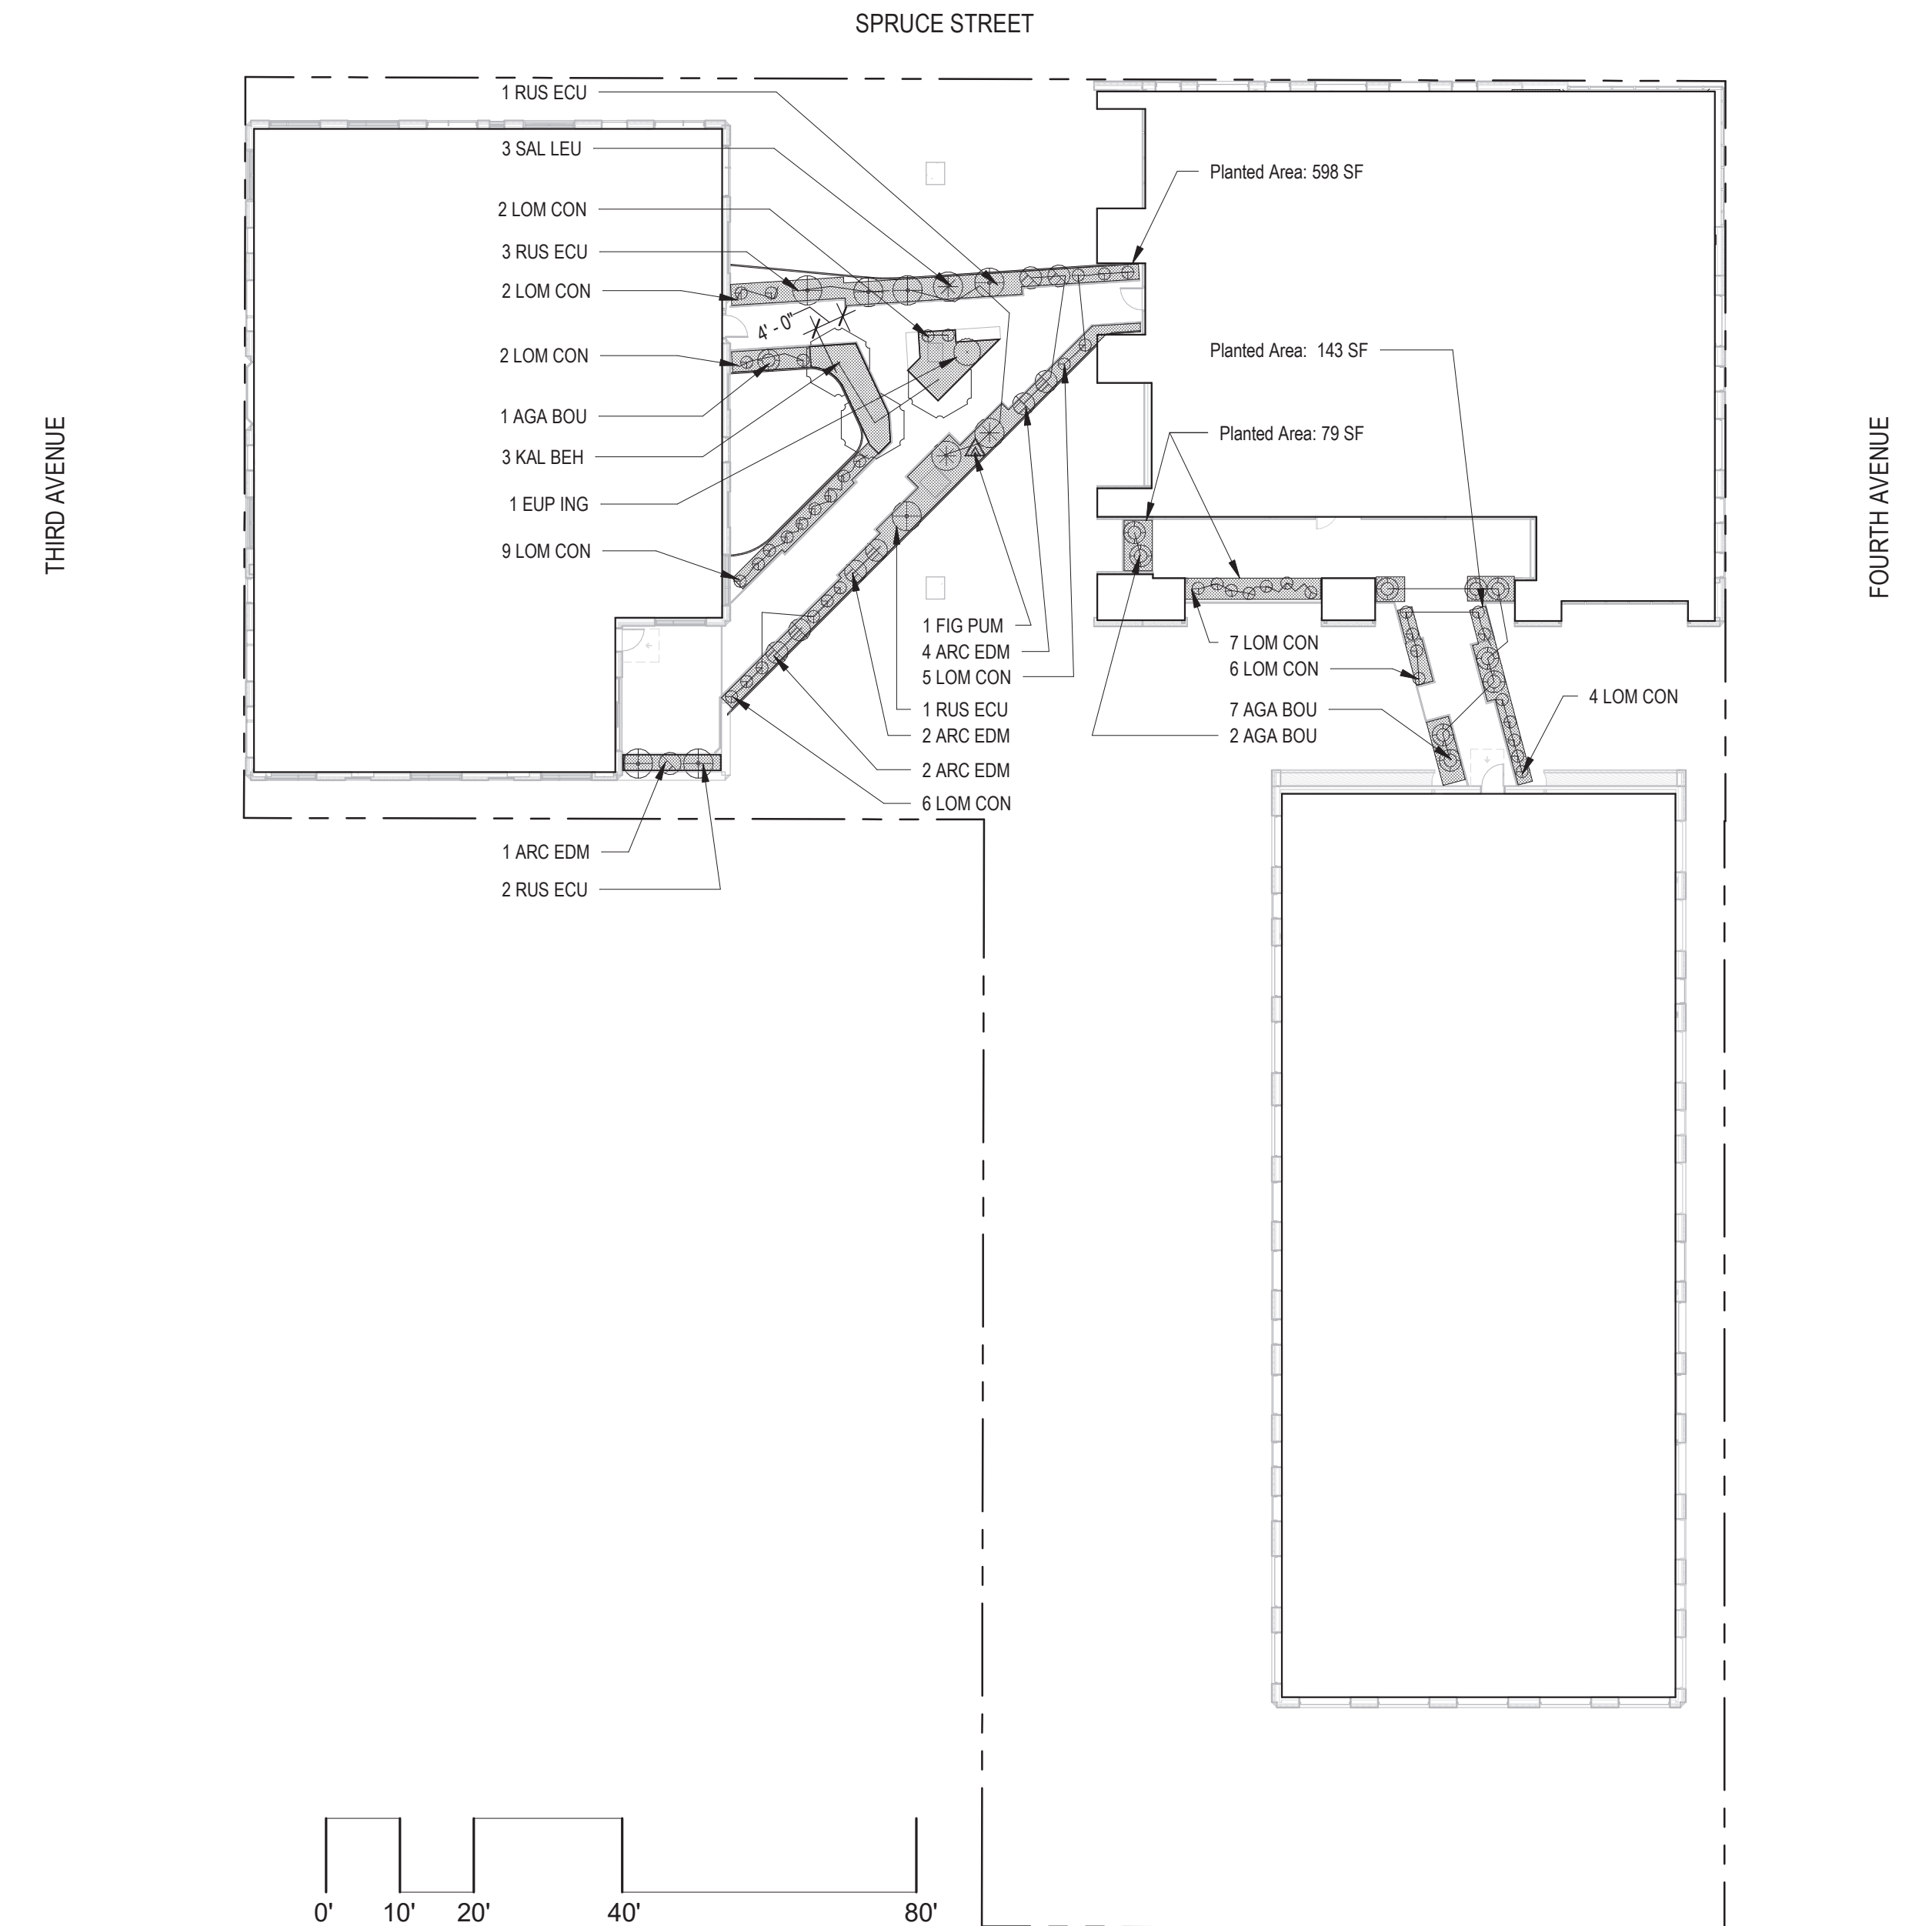 SPRUCE STREET
1 RUS ECU
3 SAL LEU
2 LOM CON
3 RUS ECU
2 LOM CON
4' - 0"
2 LOM CON
1 AGA BOU
3 KAL BEH
1 EUP ING
9 LOM CON
Planted Area: 598 SF
Planted Area: 143 SF
Planted Area: 79 SF
THIRD AVENUE
FOURTH AVENUE
1 FIG PUM
4 ARC EDM
5 LOM CON
1 RUS ECU
2 ARC EDM
2 ARC EDM
6 LOM CON
7 LOM CON
6 LOM CON
7 AGA BOU
2 AGA BOU
4 LOM CON
1 ARC EDM
2 RUS ECU
0' 10' 20' 40' 80'